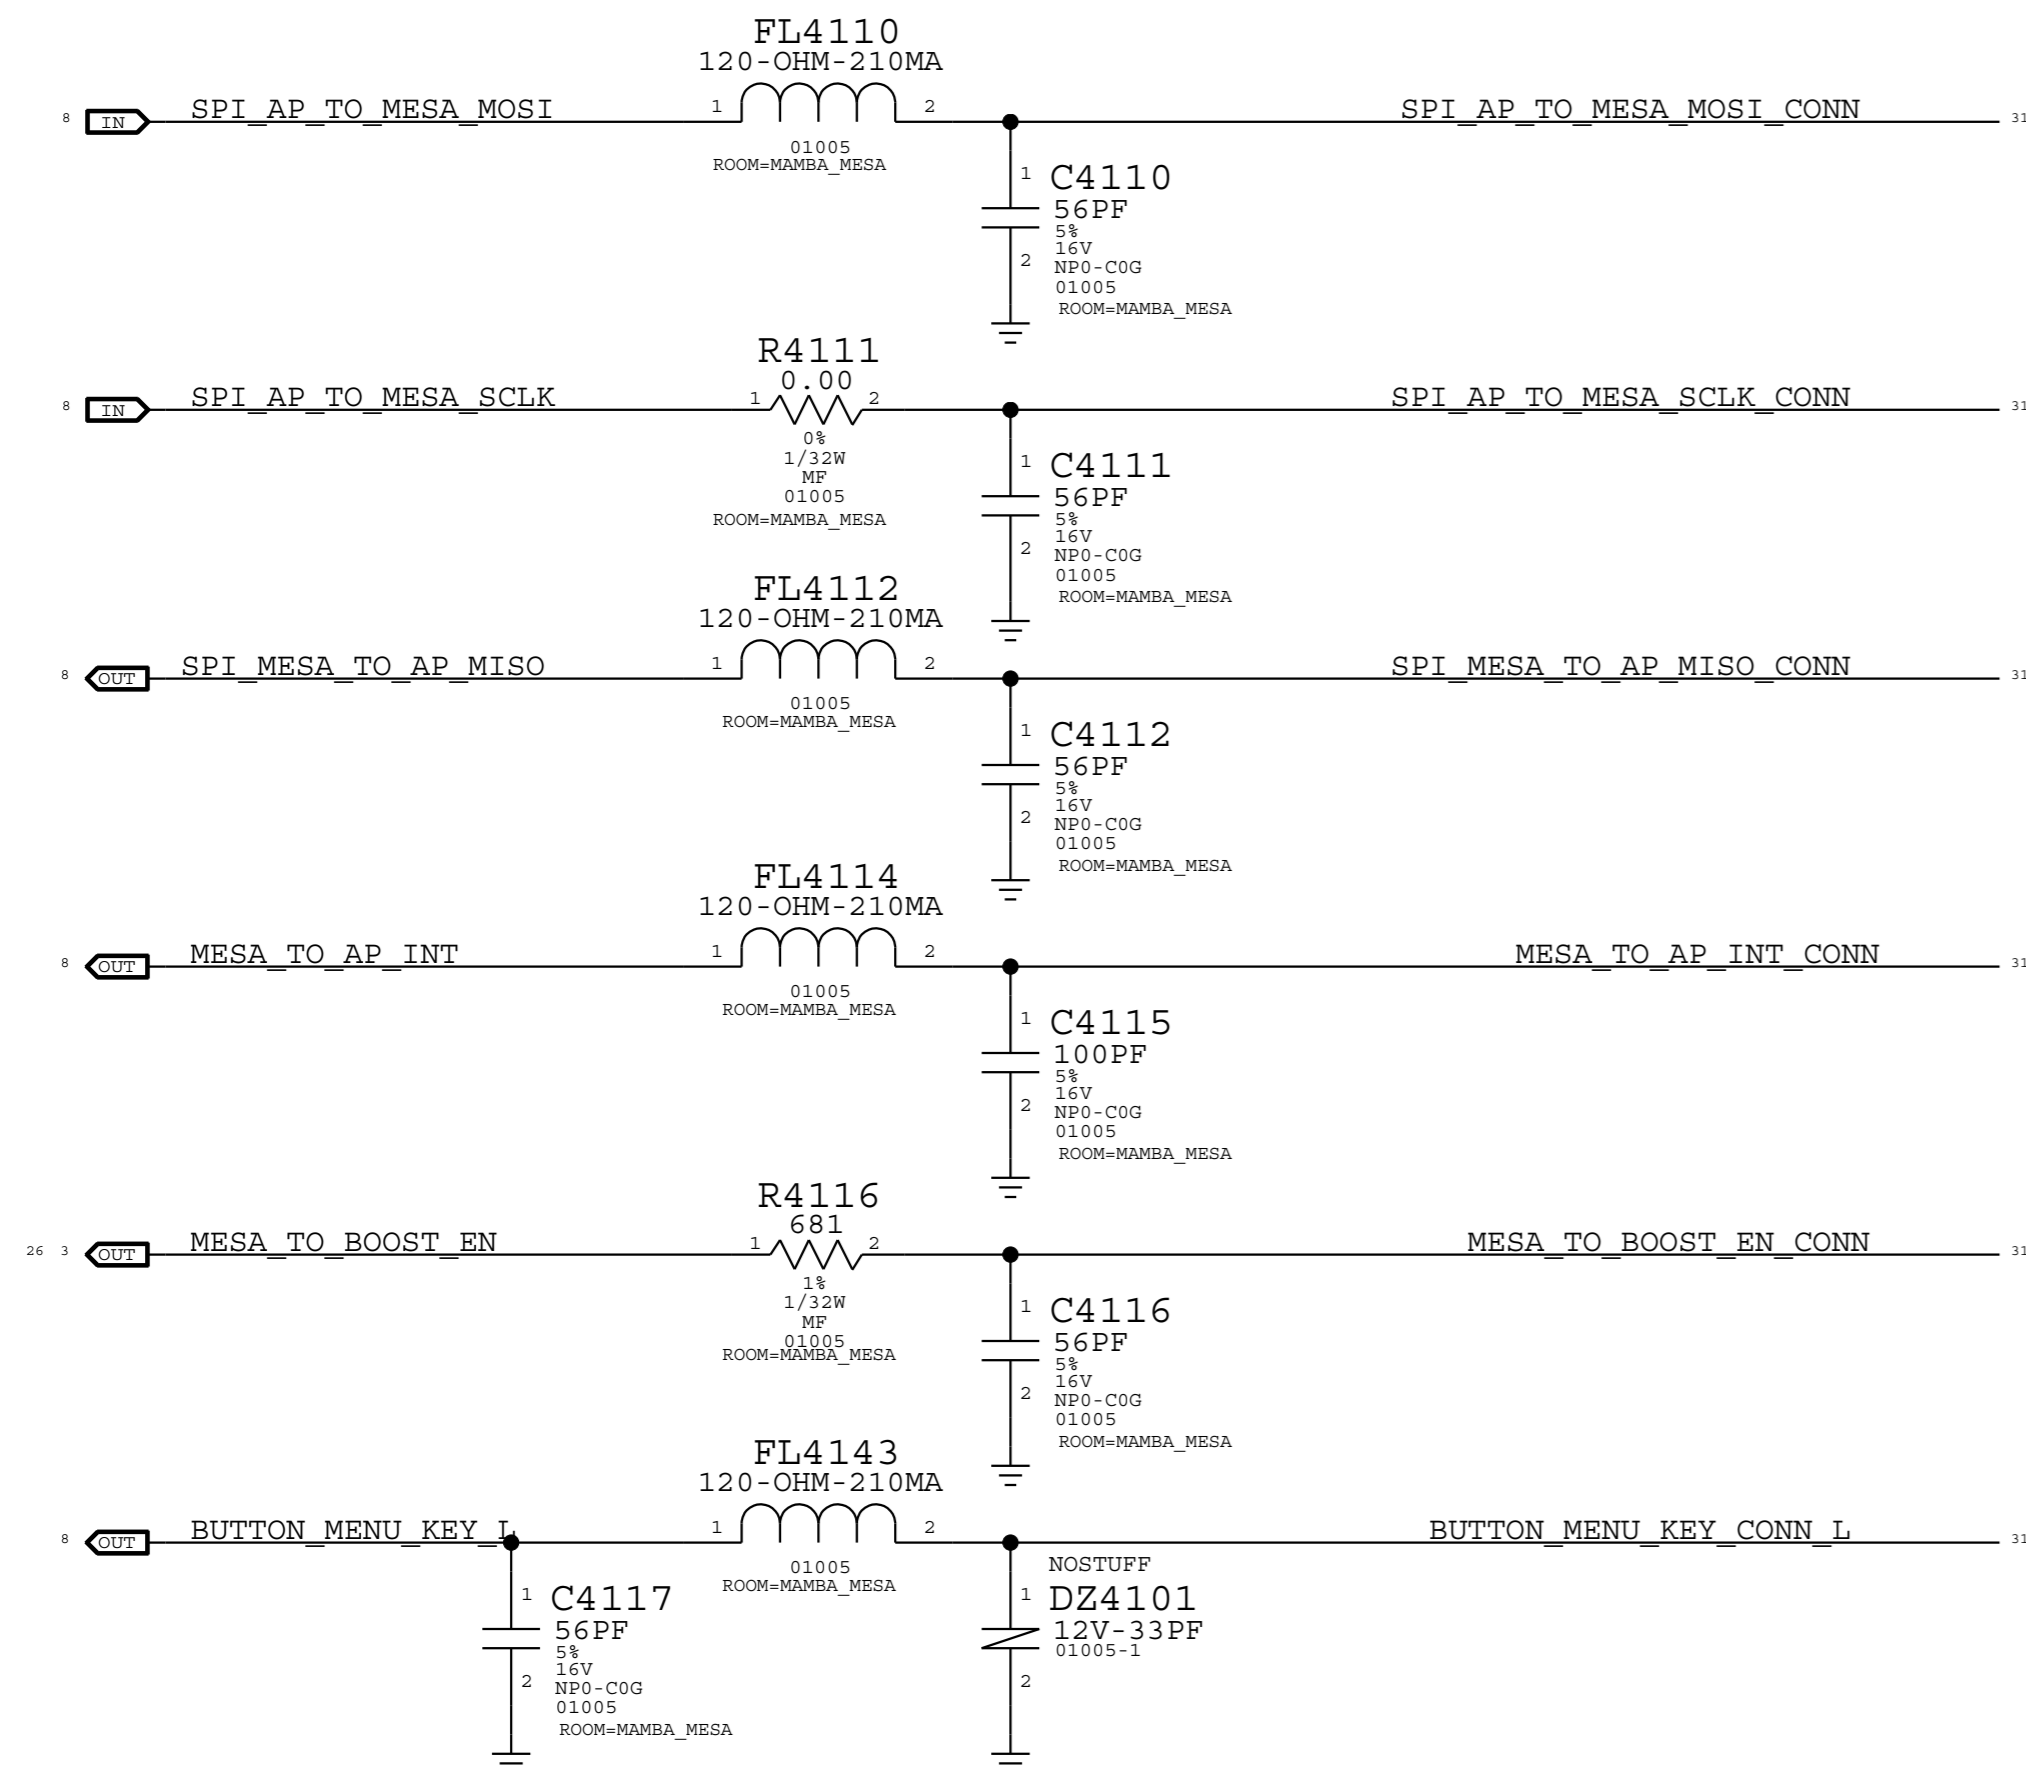 FL4110
120-OHM-210MA
8 IN SPI_AP_TO_MESA_MOSI 1 2 SPI_AP_TO_MESA_MOSI_CONN 31
01005
ROOM=MAMBA_MESA
1 C4110
56PF
5%
16V
2 NP0-C0G
01005
ROOM=MAMBA_MESA
R4111
0.00
8 IN SPI_AP_TO_MESA_SCLK 1 2 SPI_AP_TO_MESA_SCLK_CONN 31
0%
1/32W
MF
01005
ROOM=MAMBA_MESA
1 C4111
56PF
5%
16V
2 NP0-C0G
01005
ROOM=MAMBA_MESA
FL4112
120-OHM-210MA
8 OUT SPI_MESA_TO_AP_MISO 1 2 SPI_MESA_TO_AP_MISO_CONN 31
01005
ROOM=MAMBA_MESA
1 C4112
56PF
5%
16V
2 NP0-C0G
01005
ROOM=MAMBA_MESA
FL4114
120-OHM-210MA
8 OUT MESA_TO_AP_INT 1 2 MESA_TO_AP_INT_CONN 31
01005
ROOM=MAMBA_MESA
1 C4115
100PF
5%
16V
2 NP0-C0G
01005
ROOM=MAMBA_MESA
R4116
681
26 3 OUT MESA_TO_BOOST_EN 1 2 MESA_TO_BOOST_EN_CONN 31
1%
1/32W
MF
01005
ROOM=MAMBA_MESA
1 C4116
56PF
5%
16V
2 NP0-C0G
01005
ROOM=MAMBA_MESA
FL4143
120-OHM-210MA
8 OUT BUTTON_MENU_KEY_L 1 2 BUTTON_MENU_KEY_CONN_L 31
01005
ROOM=MAMBA_MESA
1 C4117
56PF
5%
16V
2 NP0-C0G
01005
ROOM=MAMBA_MESA
NOSTUFF
1 DZ4101
12V-33PF
01005-1
2